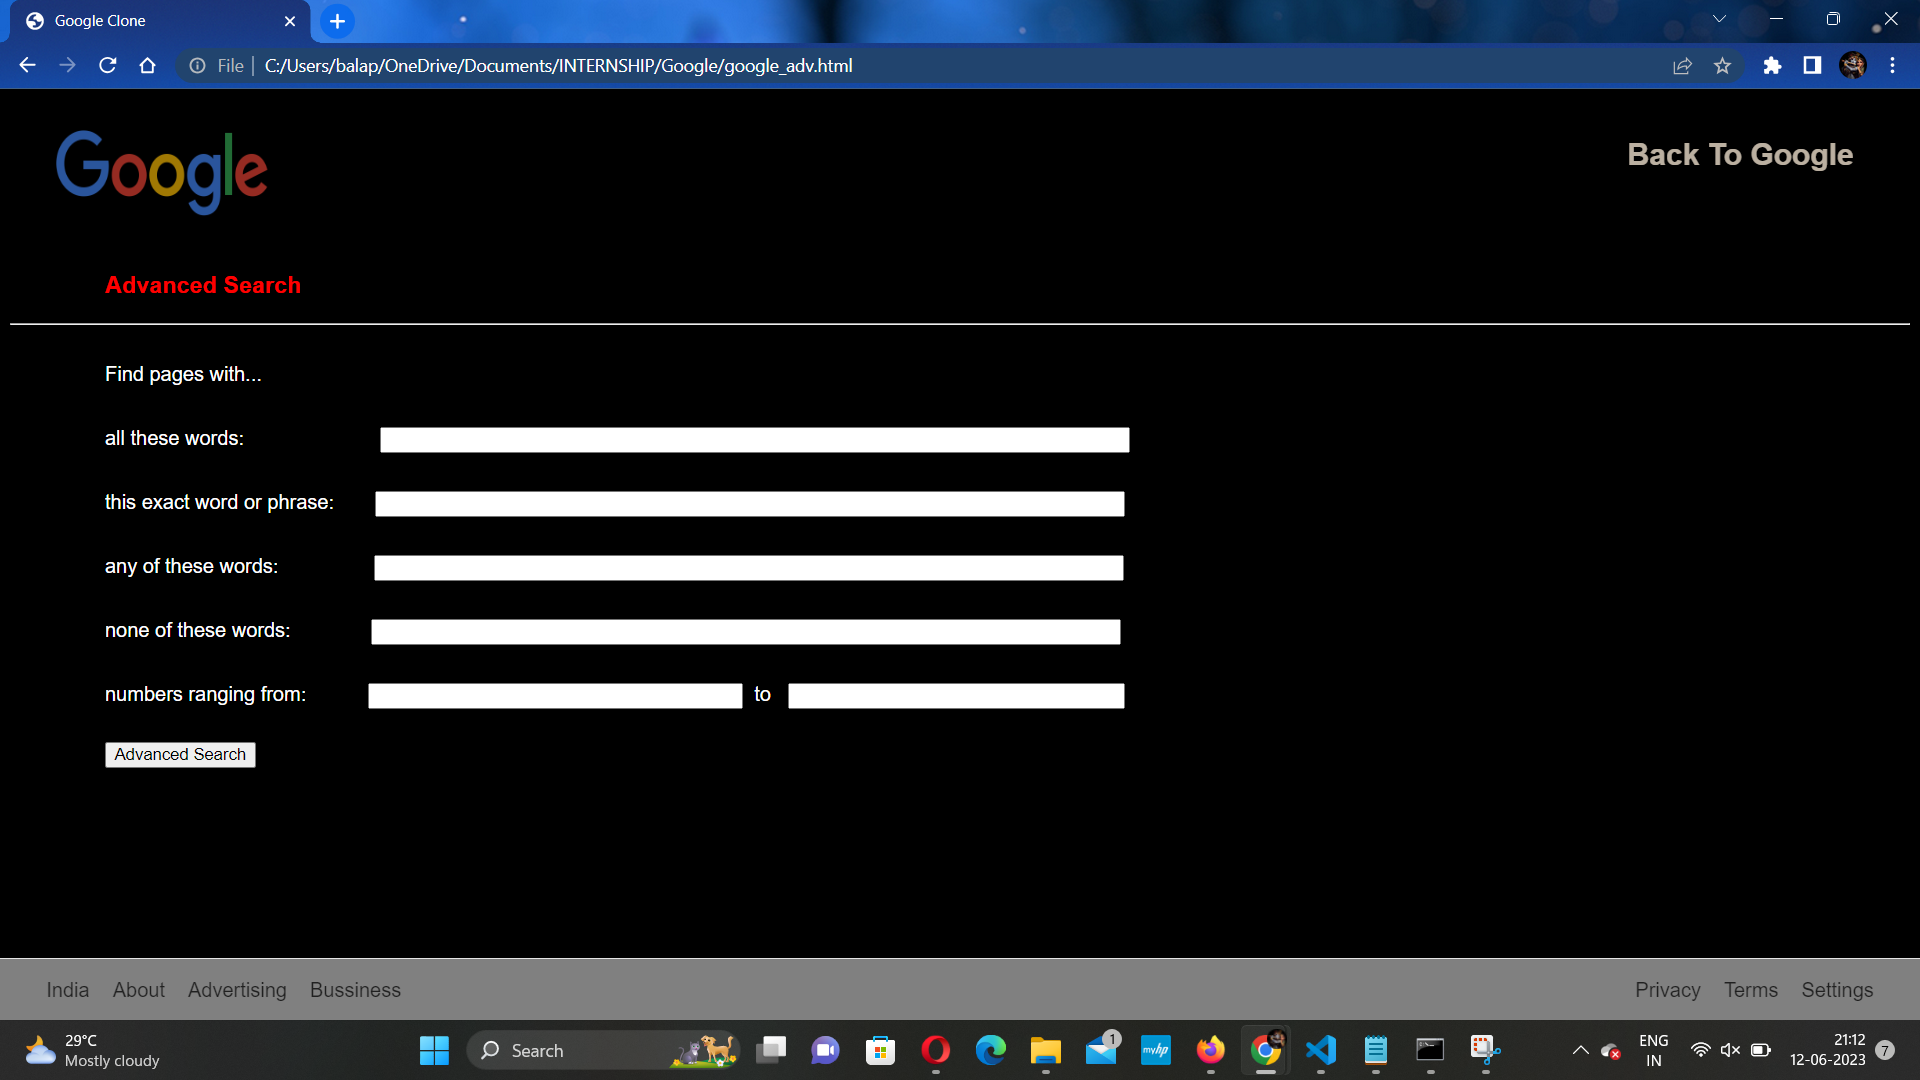 Google Clone
File
C:/Users/balap/OneDrive/Documents/INTERNSHIP/Google/google_adv.html
Google
Back To Google
Advanced Search
Find pages with...
all these words:
this exact word or phrase:
any of these words:
none of these words:
numbers ranging from: to
Advanced Search
India About Advertising Bussiness
Privacy Terms Settings
29°C
Mostly cloudy
Search
1
myhp
ENG
IN
21:12
12-06-2023
7